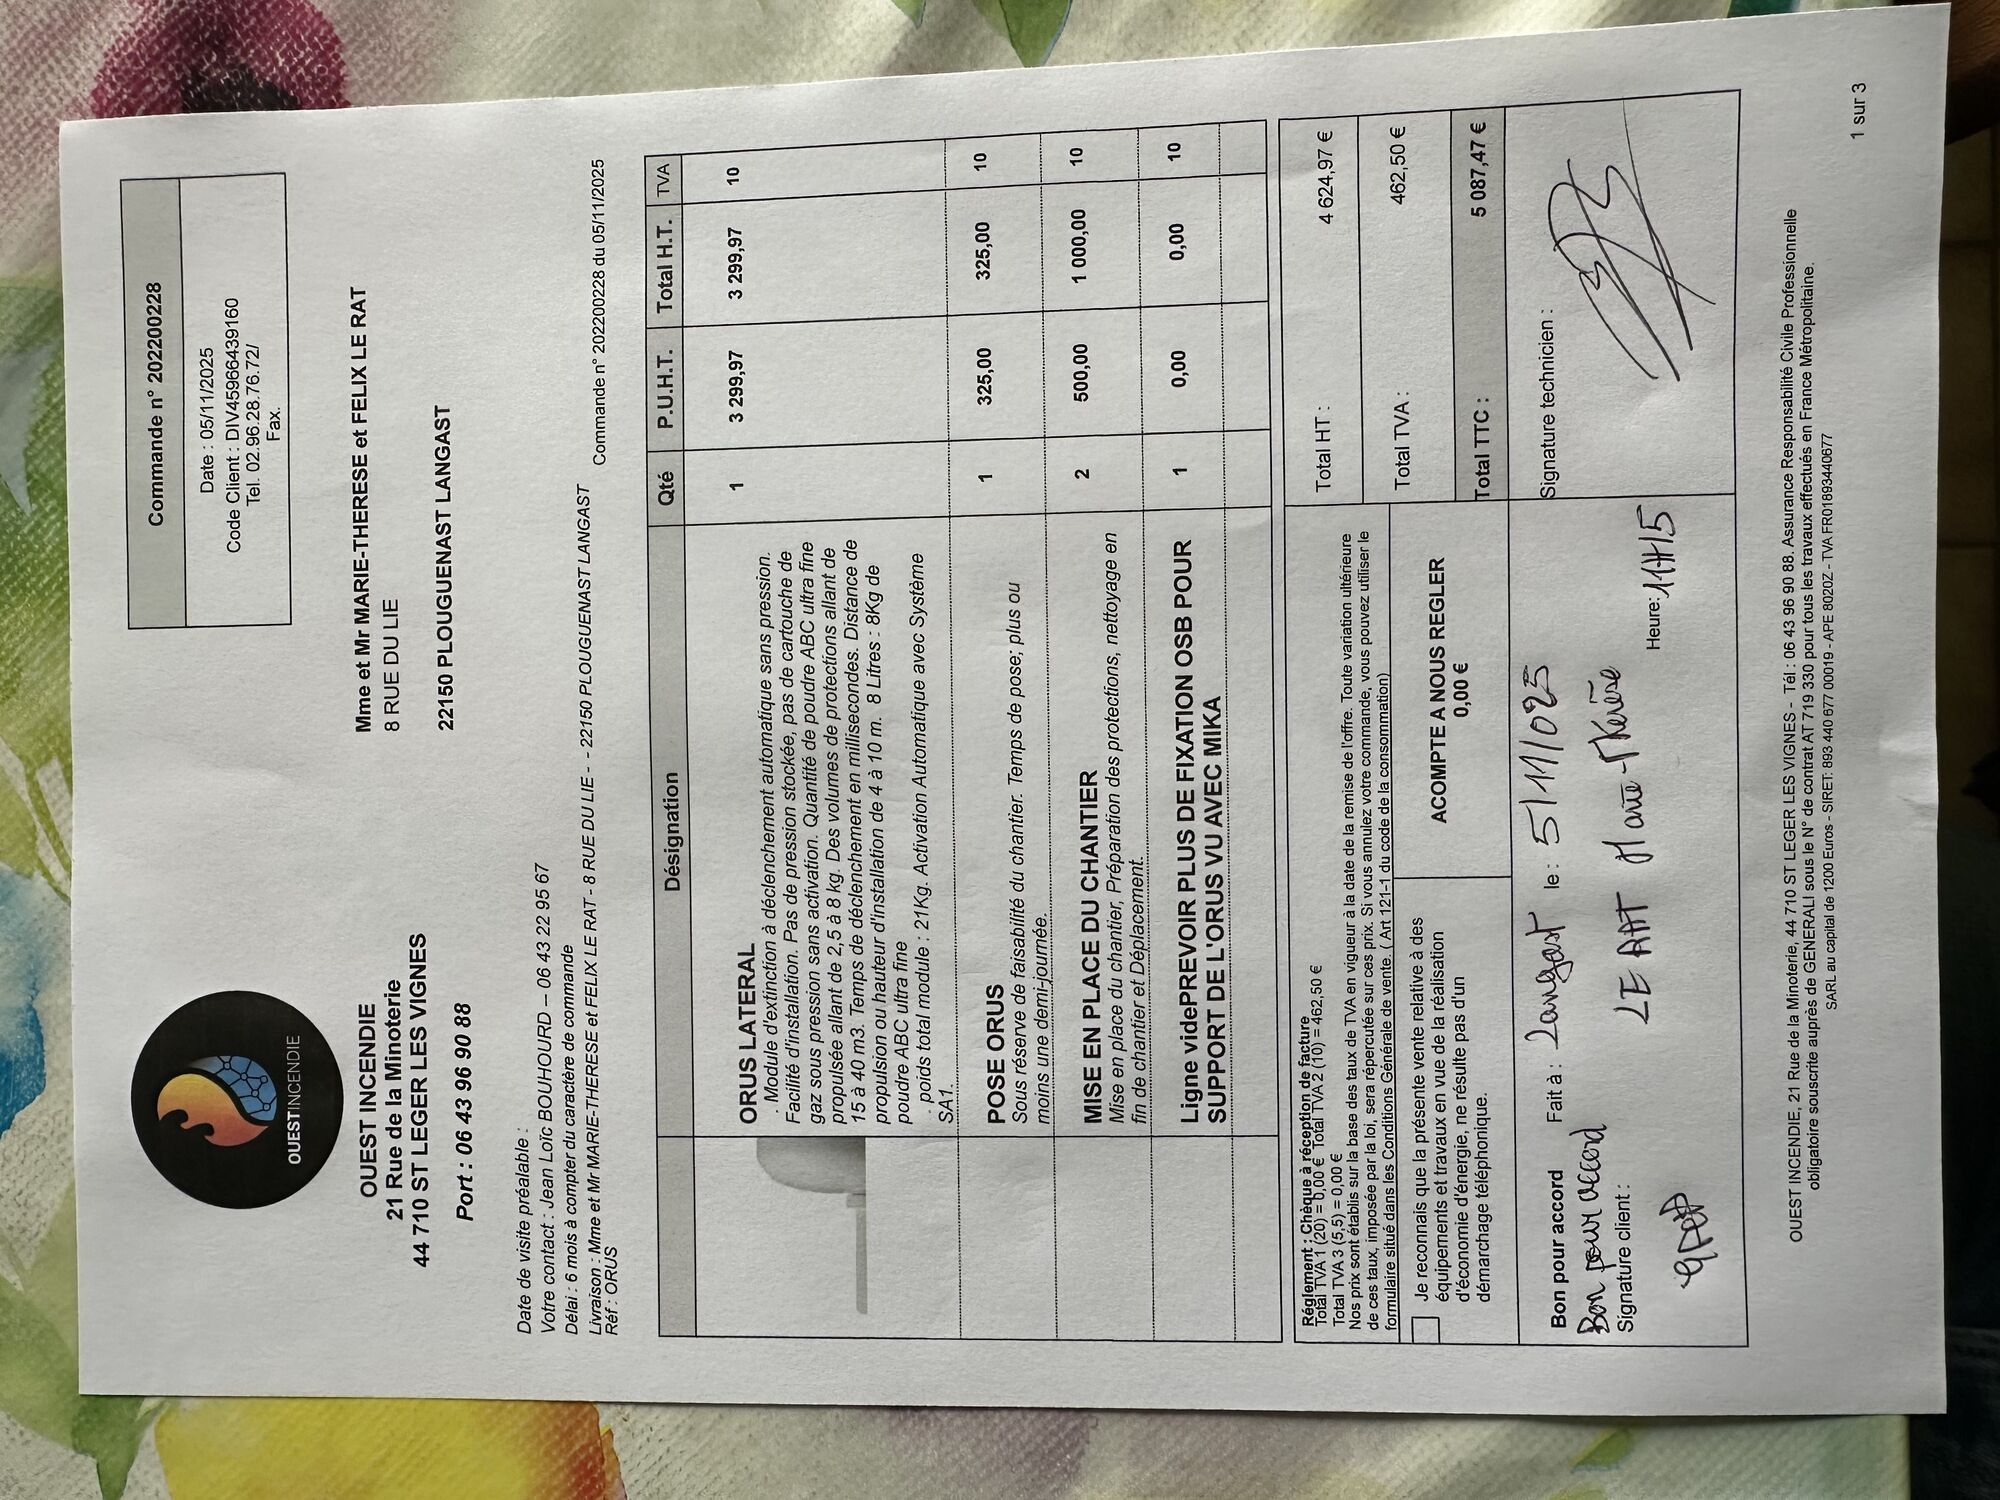 OUESTINCENDIE
OUEST INCENDIE
21 Rue de la Minoterie
44 710 ST LEGER LES VIGNES
Port : 06 43 96 90 88
Commande n° 202200228
Date : 05/11/2025
Code Client : DIV45966439160
Tel. 02.96.28.76.72/
Fax.
Mme et Mr MARIE-THERESE et FELIX LE RAT
8 RUE DU LIE
22150 PLOUGUENAST LANGAST
Date de visite préalable :
Votre contact : Jean Loïc BOUHOURD – 06 43 22 95 67
Délai : 6 mois à compter du caractère de commande
Livraison : Mme et Mr MARIE-THERESE et FELIX LE RAT - 8 RUE DU LIE - - 22150 PLOUGUENAST LANGAST
Réf : ORUS
Commande n° 202200228 du 05/11/2025
Désignation Qté P.U.H.T. Total H.T. TVA
ORUS LATERAL 1 3 299,97 3 299,97 10
. Module d'extinction à déclenchement automatique sans pression.
Facilité d'installation. Pas de pression stockée, pas de cartouche de
gaz sous pression sans activation. Quantité de poudre ABC ultra fine
propulsée allant de 2,5 à 8 kg. Des volumes de protections allant de
15 à 40 m3. Temps de déclenchement en millisecondes. Distance de
propulsion ou hauteur d'installation de 4 à 10 m. 8 Litres : 8Kg de
poudre ABC ultra fine
. poids total module : 21Kg. Activation Automatique avec Système
SA1.
POSE ORUS 1 325,00 325,00 10
Sous réserve de faisabilité du chantier. Temps de pose; plus ou
moins une demi-journée.
MISE EN PLACE DU CHANTIER 2 500,00 1 000,00 10
Mise en place du chantier, Préparation des protections, nettoyage en
fin de chantier et Déplacement.
Ligne videPREVOIR PLUS DE FIXATION OSB POUR 1 0,00 0,00 10
SUPPORT DE L'ORUS VU AVEC MIKA
Réglement : Chèque à réception de facture
Total TVA 1 (20) = 0,00 € Total TVA 2 (10) = 462,50 €
Total TVA 3 (5,5) = 0,00 €
Nos prix sont établis sur la base des taux de TVA en vigueur à la date de la remise de l'offre. Toute variation ultérieure
de ces taux, imposée par la loi, sera répercutée sur ces prix. Si vous annulez votre commande, vous pouvez utiliser le
formulaire situé dans les Conditions Générale de vente. ( Art 121-1 du code de la consommation)
Total HT : 4 624,97 €
Total TVA : 462,50 €
Total TTC : 5 087,47 €
Je reconnais que la présente vente relative à des
équipements et travaux en vue de la réalisation
d'économie d'énergie, ne résulte pas d'un
démarchage téléphonique.
ACOMPTE A NOUS REGLER
0,00 €
Bon pour accord Fait à : Langast le : 5/11/025
Bon pour accord
Signature client : LE RAT Marie-Thérèse
Heure: 11H15
Signature technicien :
OUEST INCENDIE, 21 Rue de la Minoterie, 44 710 ST LEGER LES VIGNES - Tél : 06 43 96 90 88. Assurance Responsabilité Civile Professionnelle
obligatoire souscrite auprès de GENERALI sous le N° de contrat AT 719 330 pour tous les travaux effectués en France Métropolitaine.
SARL au capital de 1200 Euros - SIRET: 893 440 677 00019 - APE 8020Z - TVA FR01893440677
1 sur 3